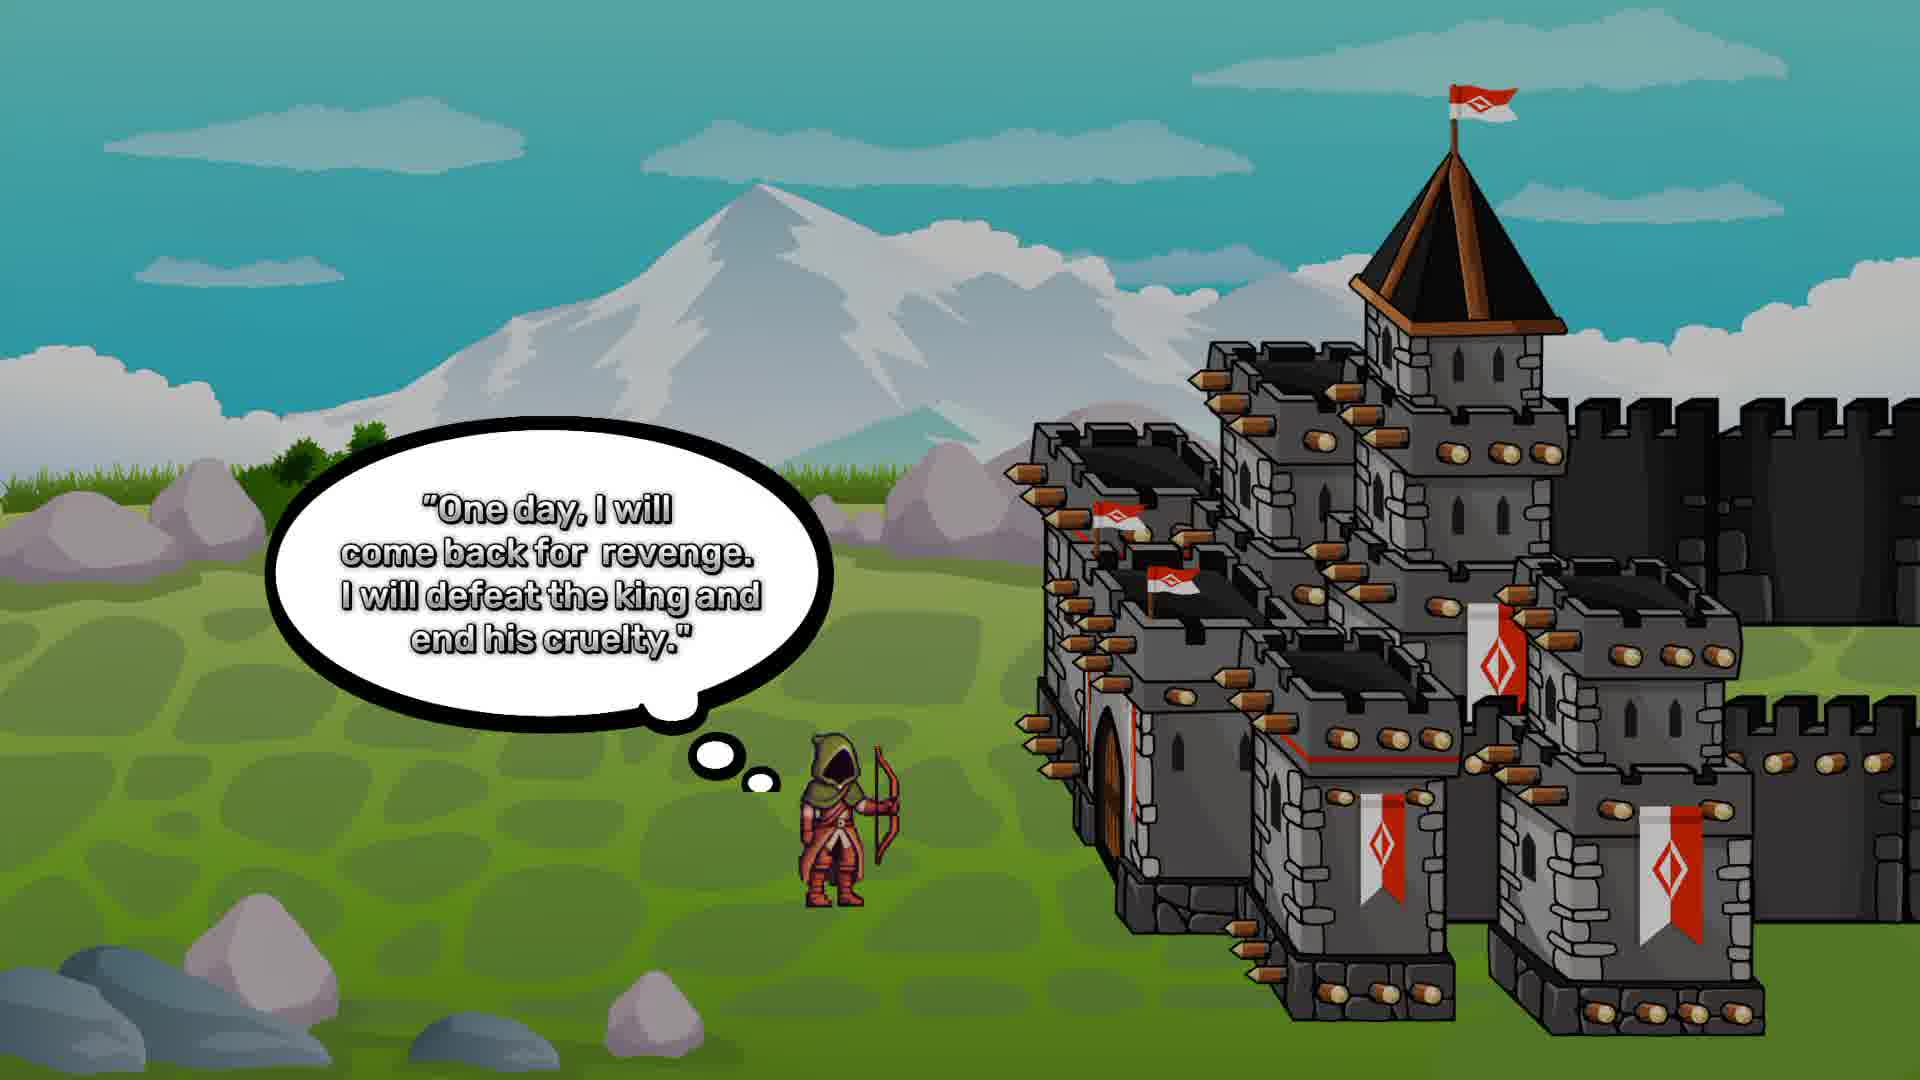 "One day, I will
come back for  revenge.
I will defeat the king and
end his cruelty."